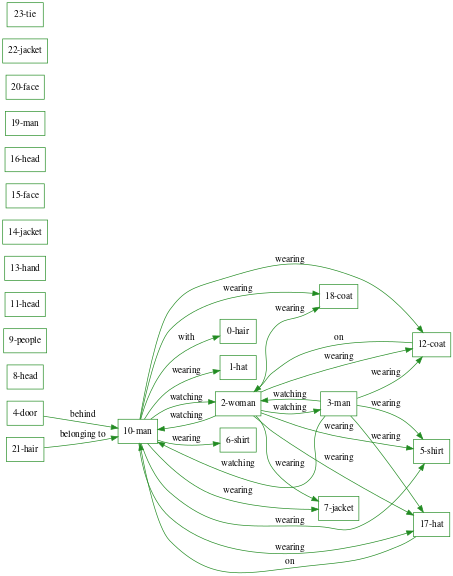 23-tie
22-jacket
20-face
19-man
16-head
15-face
14-jacket
13-hand
11-head
9-people
8-head
4-door
21-hair
behind
belonging to
10-man
wearing
wearing
with
wearing
watching
watching
wearing
watching
wearing
wearing
wearing
on
18-coat
0-hair
1-hat
2-woman
6-shirt
7-jacket
wearing
on
wearing
watching
watching
wearing
wearing
wearing
3-man
wearing
wearing
wearing
12-coat
5-shirt
17-hat